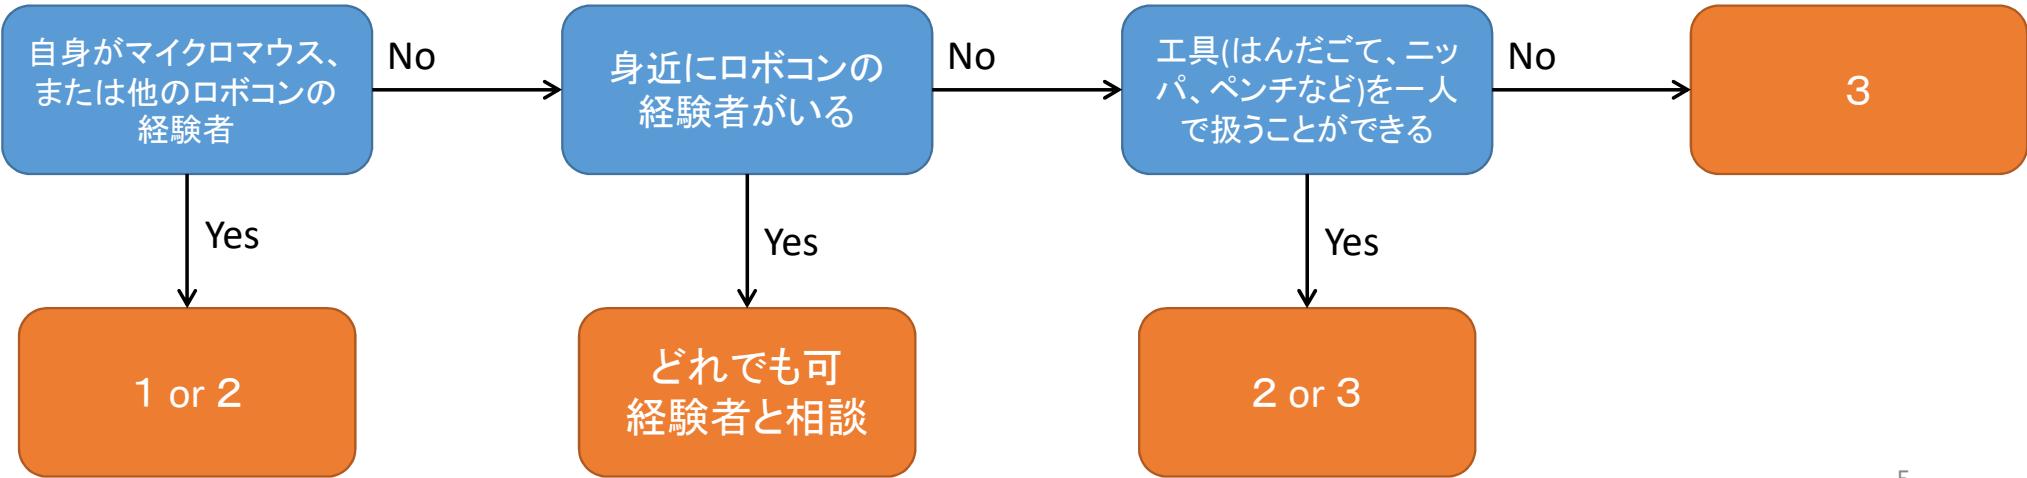 自身がマイクロマウス、
または他のロボコンの
経験者
No
身近にロボコンの
経験者がいる
No
工具(はんだごて、ニッ
パ、ペンチなど)を一人
で扱うことができる
No
3
Yes
Yes
Yes
1 or 2
どれでも可
経験者と相談
2 or 3